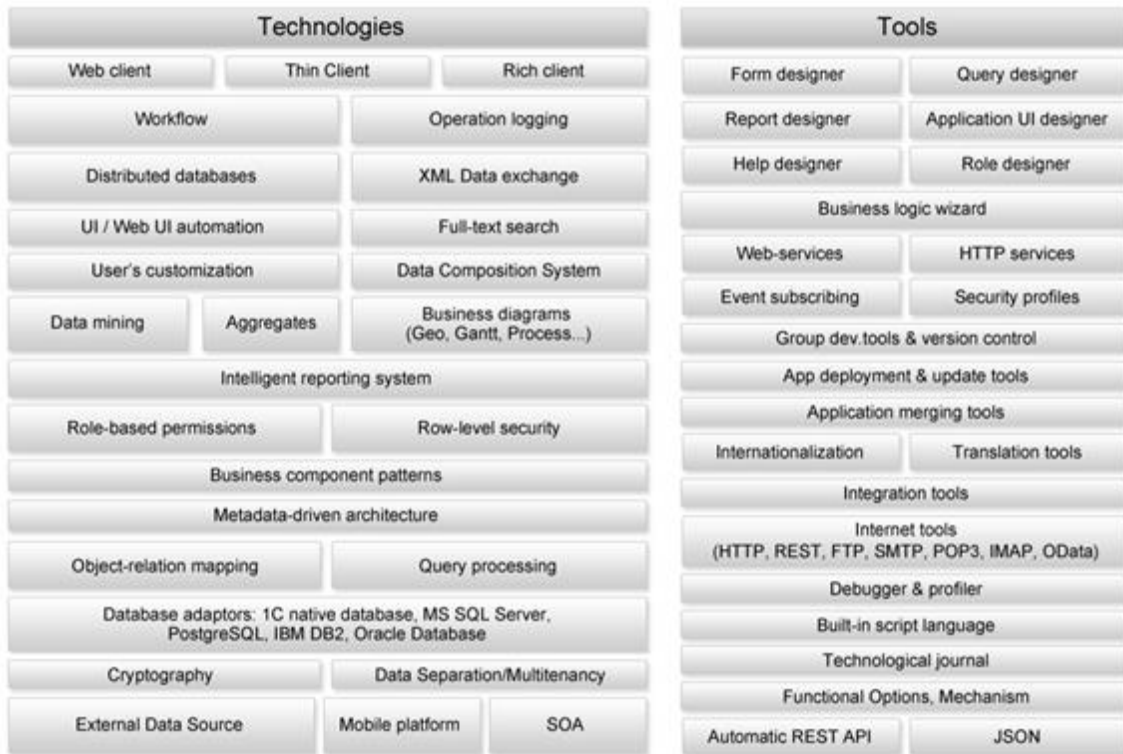 Technologies
Web client
Thin Client
Rich client
Workflow
Operation logging
Distributed databases
XML Data exchange
UI / Web UI automation
Full-text search
User's customization
Data Composition System
Data mining
Aggregates
Business diagrams
(Geo, Gantt, Process...)
Intelligent reporting system
Role-based permissions
Row-level security
Business component patterns
Metadata-driven architecture
Object-relation mapping
Query processing
Database adaptors: 1C native database, MS SQL Server,
PostgreSQL, IBM DB2, Oracle Database
Cryptography
Data Separation/Multitenancy
External Data Source
Mobile platform
SOA
Tools
Form designer
Query designer
Report designer
Application UI designer
Help designer
Role designer
Business logic wizard
Web-services
HTTP services
Event subscribing
Security profiles
Group dev.tools & version control
App deployment & update tools
Application merging tools
Internationalization
Translation tools
Integration tools
Internet tools
(HTTP, REST, FTP, SMTP, POP3, IMAP, OData)
Debugger & profiler
Built-in script language
Technological journal
Functional Options, Mechanism
Automatic REST API
JSON